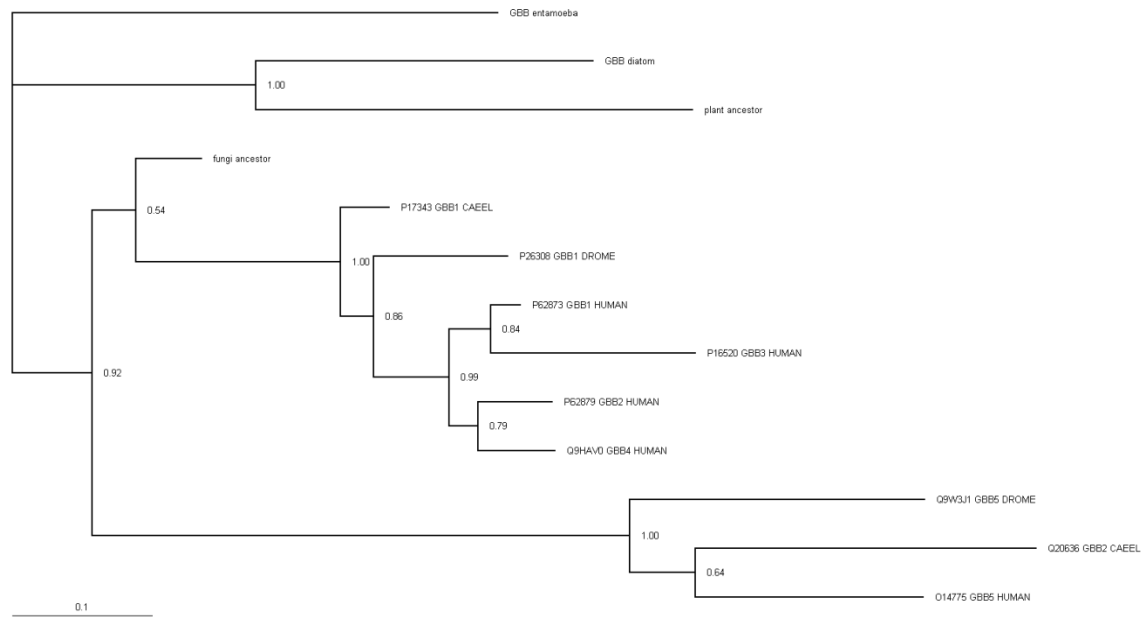 GBB entamoeba
GBB diatom
1.00
plant ancestor
fungi ancestor
0.54
P17343 GBB1 CAEEL
1.00
P26308 GBB1 DROME
0.86
P62873 GBB1 HUMAN
0.84
P16520 GBB3 HUMAN
0.92
0.99
P62879 GBB2 HUMAN
0.79
Q9HAV0 GBB4 HUMAN
Q9W3J1 GBB5 DROME
1.00
Q20636 GBB2 CAEEL
0.64
O14775 GBB5 HUMAN
0.1